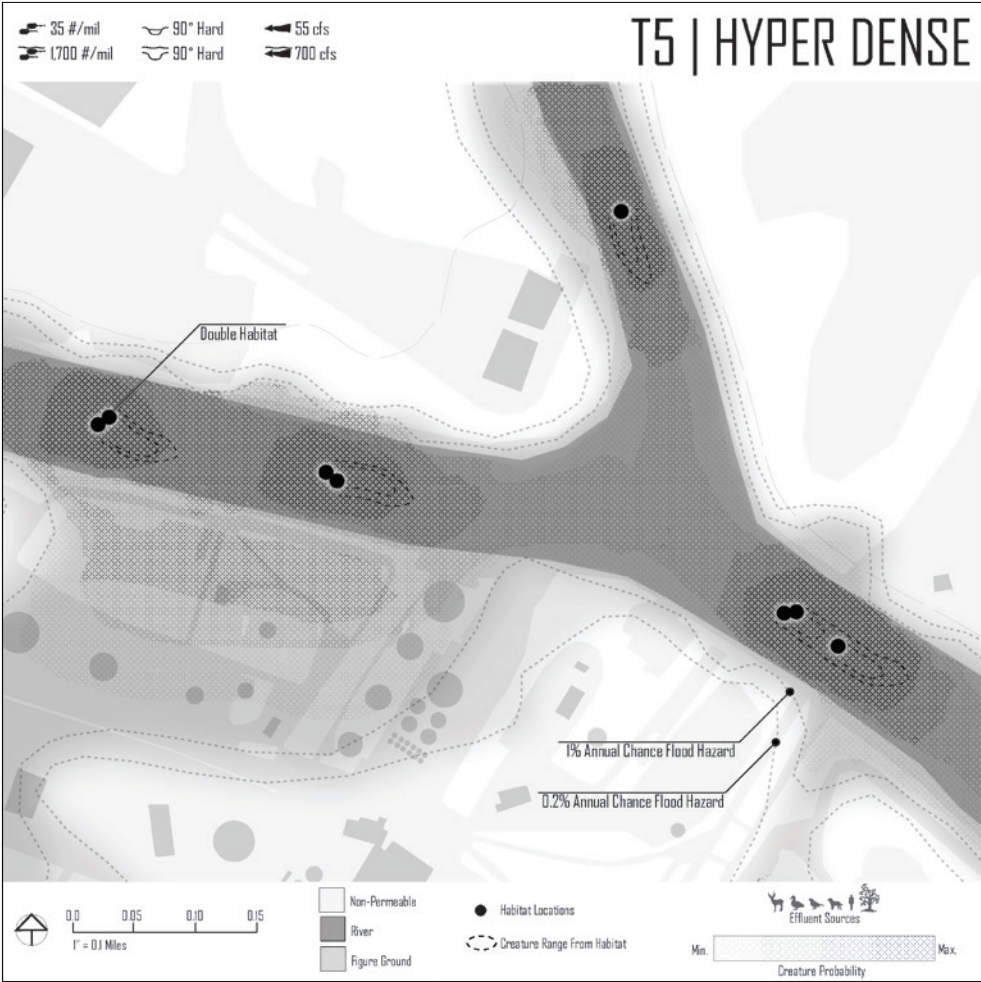 35 #/mil
90° Hard
55 cfs
1,700 #/mil
90° Hard
700 cfs
T5 | HYPER DENSE
Double Habitat
1% Annual Chance Flood Hazard
0.2% Annual Chance Flood Hazard
0.0 0.05 0.10 0.15
1" = 0.1 Miles
Non-Permeable
River
Figure Ground
Habitat Locations
Creature Range From Habitat
Effluent Sources
Min. Max.
Creature Probability